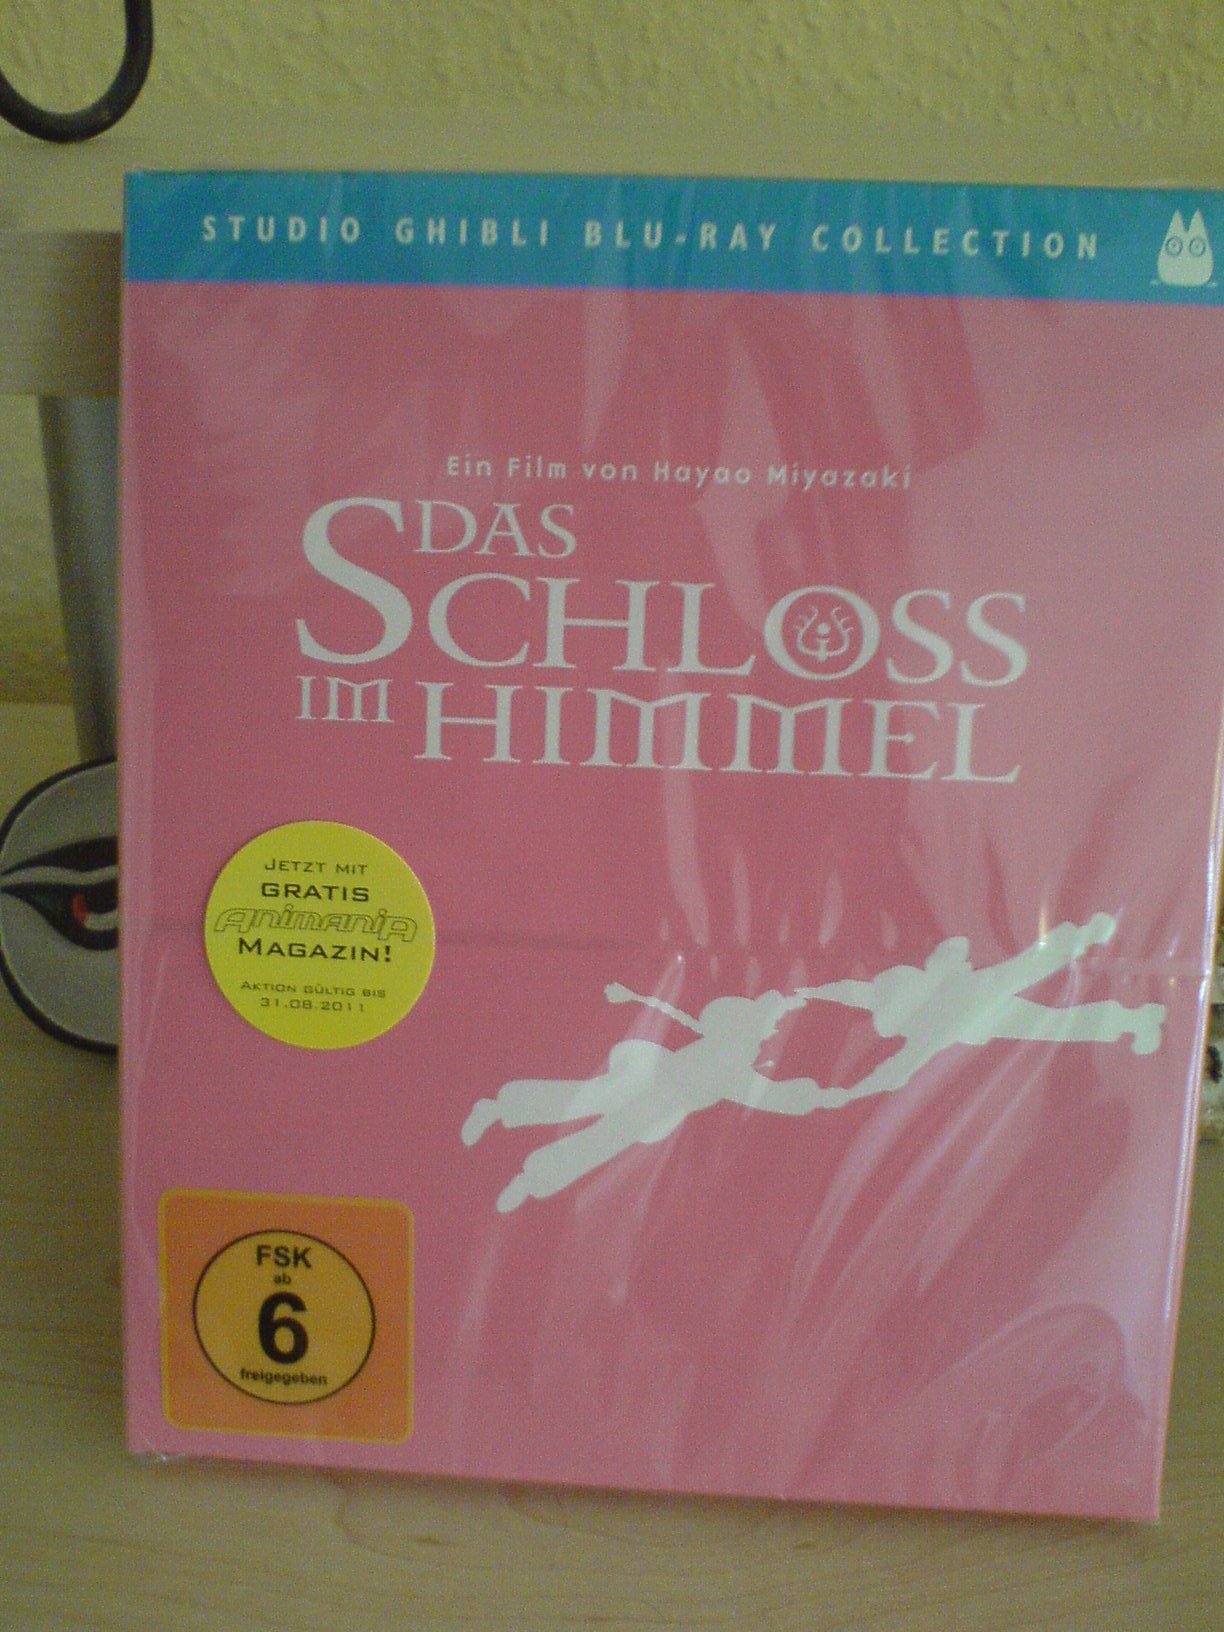 STUDIO GHIBLI BLU-RAY COLLECTION
Ein Film von Hayao Miyazaki
DAS
SCHLOSS
IM HIMMEL
JETZT MIT
GRATIS
ANIMANIA
MAGAZIN!
AKTION GÜLTIG BIS
31.08.2011
FSK
ab
6
freigegeben